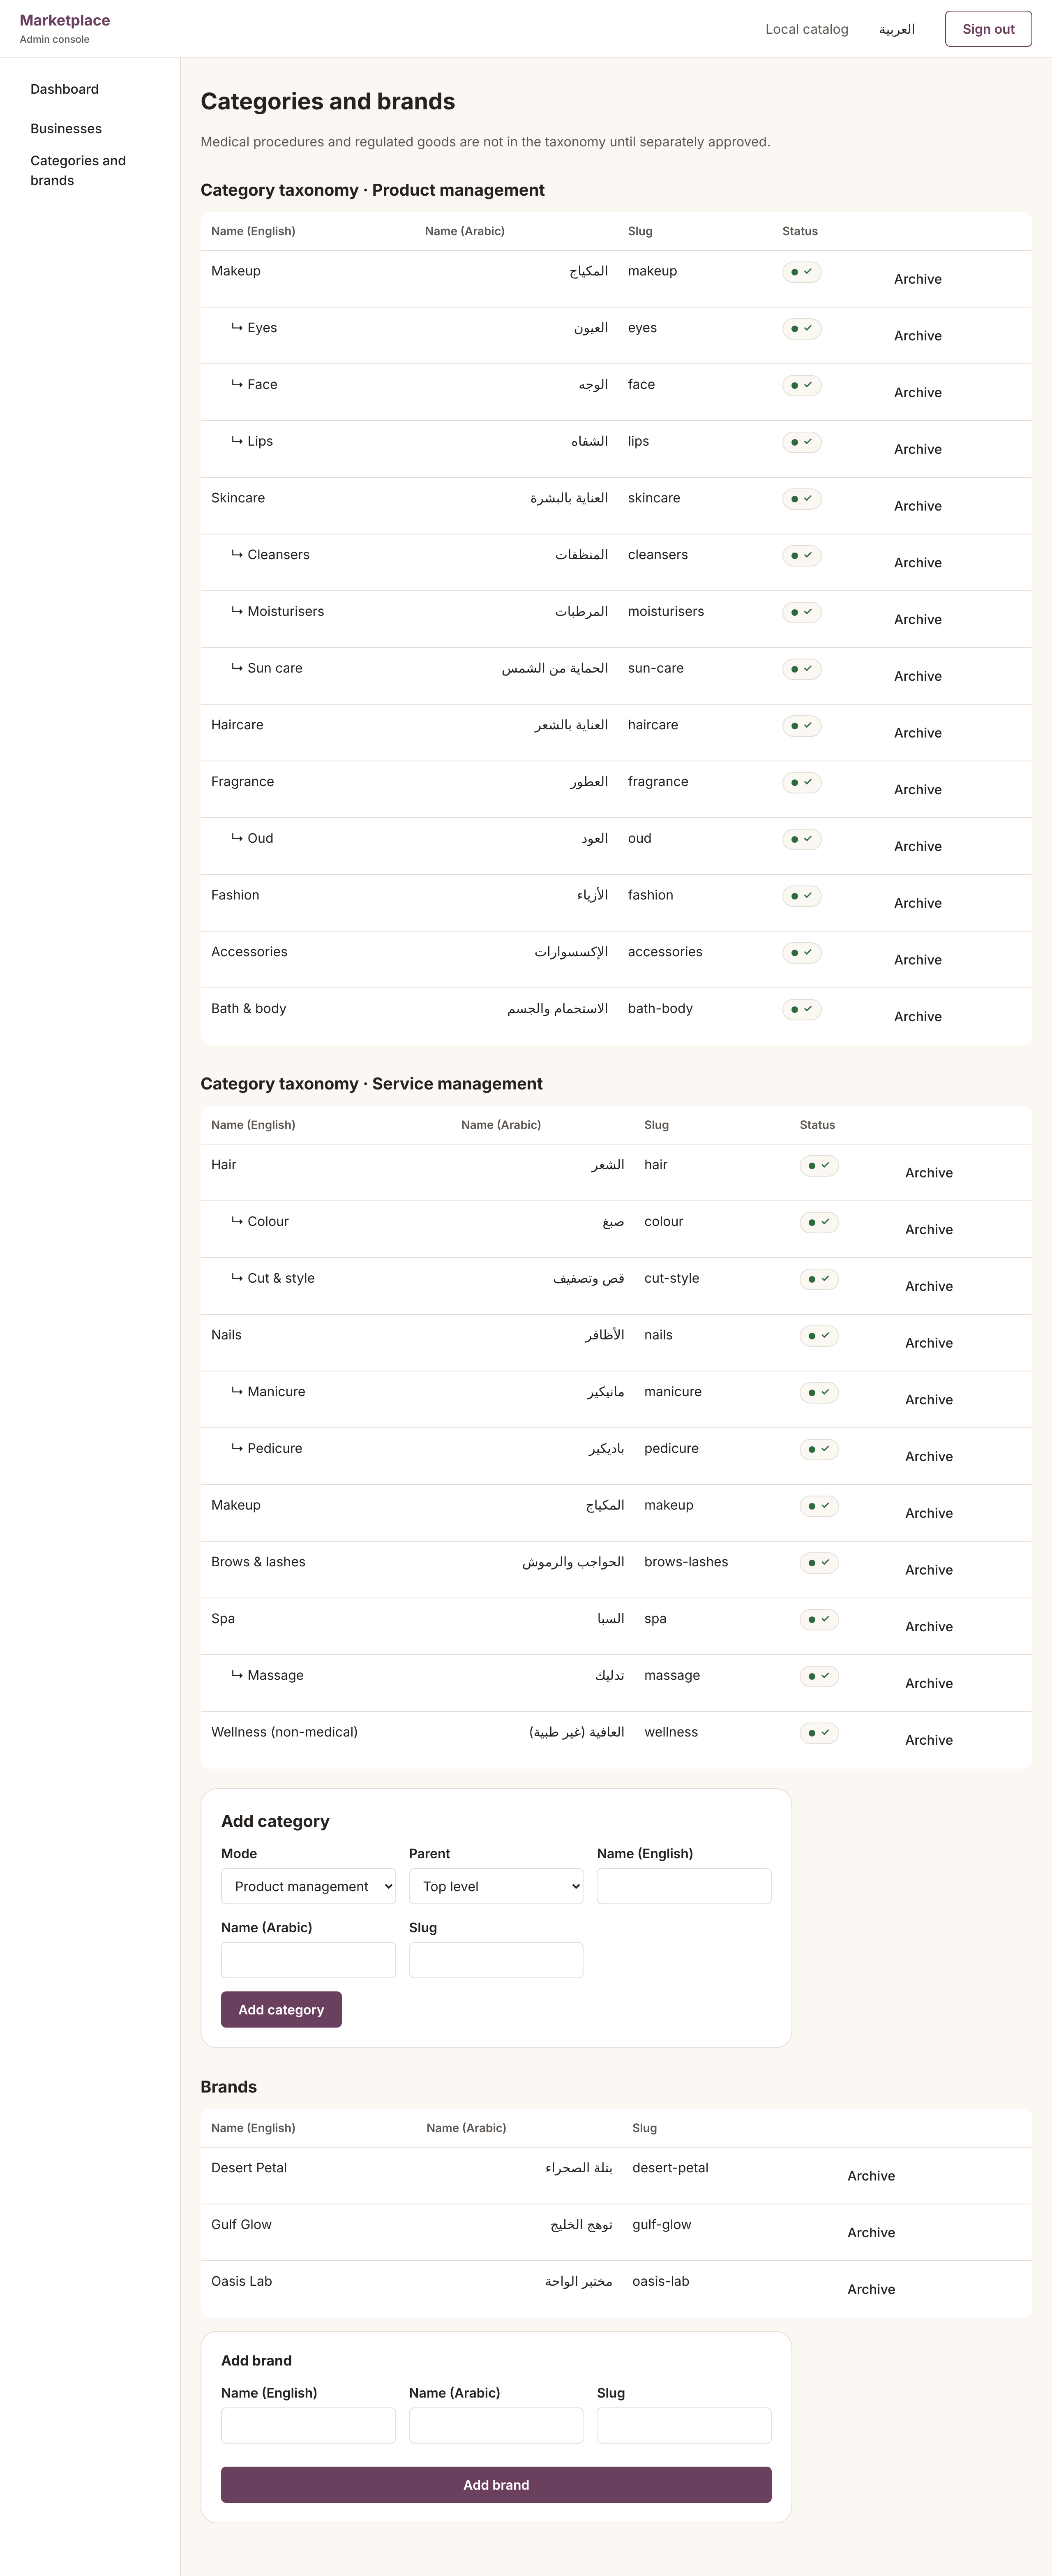 Marketplace
Admin console
Local catalog العربية Sign out
Dashboard
Businesses
Categories and
brands
Categories and brands
Medical procedures and regulated goods are not in the taxonomy until separately approved.
Category taxonomy · Product management
Name (English) Name (Arabic) Slug Status
Makeup المكياج makeup ✓ Archive
↳ Eyes العيون eyes ✓ Archive
↳ Face الوجه face ✓ Archive
↳ Lips الشفاه lips ✓ Archive
Skincare العناية بالبشرة skincare ✓ Archive
↳ Cleansers المنظفات cleansers ✓ Archive
↳ Moisturisers المرطبات moisturisers ✓ Archive
↳ Sun care الحماية من الشمس sun-care ✓ Archive
Haircare العناية بالشعر haircare ✓ Archive
Fragrance العطور fragrance ✓ Archive
↳ Oud العود oud ✓ Archive
Fashion الأزياء fashion ✓ Archive
Accessories الإكسسوارات accessories ✓ Archive
Bath & body الاستحمام والجسم bath-body ✓ Archive
Category taxonomy · Service management
Name (English) Name (Arabic) Slug Status
Hair الشعر hair ✓ Archive
↳ Colour صبغ colour ✓ Archive
↳ Cut & style قص وتصفيف cut-style ✓ Archive
Nails الأظافر nails ✓ Archive
↳ Manicure مانيكير manicure ✓ Archive
↳ Pedicure باديكير pedicure ✓ Archive
Makeup المكياج makeup ✓ Archive
Brows & lashes الحواجب والرموش brows-lashes ✓ Archive
Spa السبا spa ✓ Archive
↳ Massage تدليك massage ✓ Archive
Wellness (non-medical) العافية (غير طبية) wellness ✓ Archive
Add category
Mode Parent Name (English)
Product management Top level
Name (Arabic) Slug
Add category
Brands
Name (English) Name (Arabic) Slug
Desert Petal بتلة الصحراء desert-petal Archive
Gulf Glow توهج الخليج gulf-glow Archive
Oasis Lab مختبر الواحة oasis-lab Archive
Add brand
Name (English) Name (Arabic) Slug
Add brand